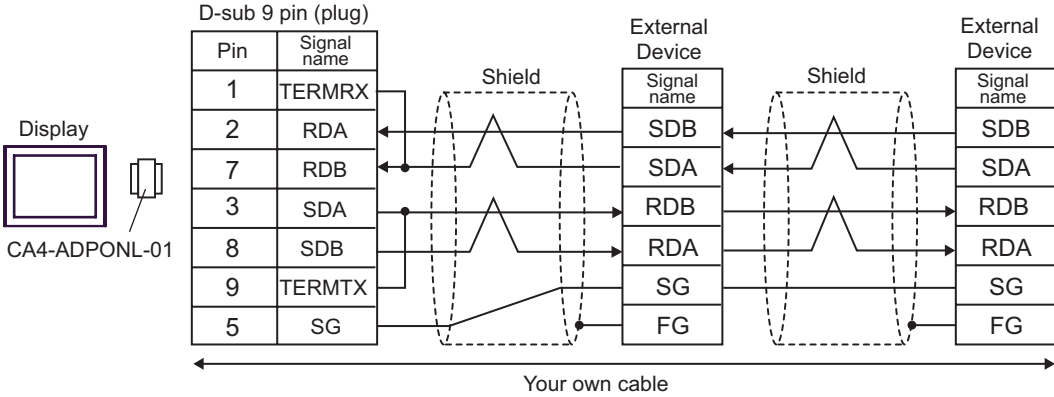 D-sub 9 pin (plug)
Pin
Signal
name
1
TERMRX
2
RDA
7
RDB
3
SDA
8
SDB
9
TERMTX
5
SG
Display
CA4-ADPONL-01
Shield
External
Device
Signal
name
SDB
SDA
RDB
RDA
SG
FG
Shield
External
Device
Signal
name
SDB
SDA
RDB
RDA
SG
FG
Your own cable